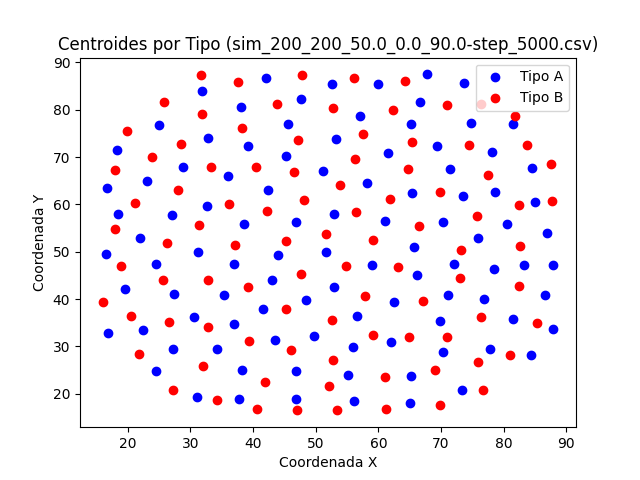 Centroides por Tipo (sim_200_200_50.0_0.0_90.0-step_5000.csv)
Tipo A
Tipo B
90
80
70
60
50
40
30
20
Coordenada Y
20 30 40 50 60 70 80 90
Coordenada X